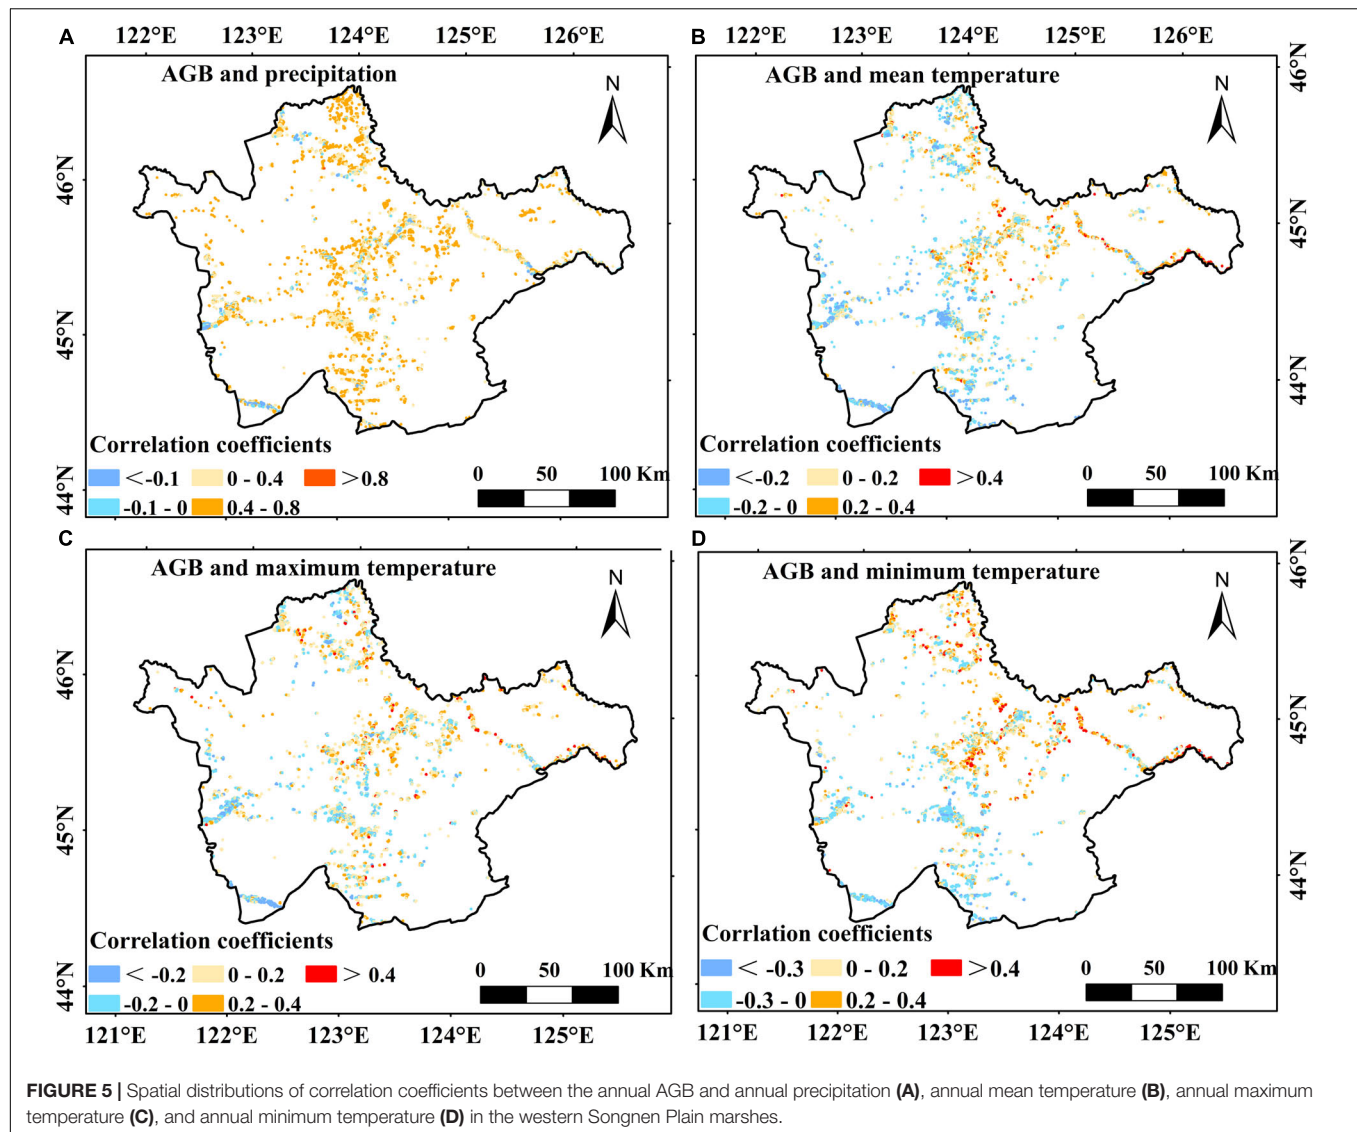 A
122°E 123°E 124°E 125°E 126°E
AGB and precipitation
N
46°N
45°N
44°N
Correlation coefficients
< -0.1 0 - 0.4 > 0.8
-0.1 - 0 0.4 - 0.8
0 50 100 Km
B
122°E 123°E 124°E 125°E 126°E
AGB and mean temperature
N
46°N
45°N
44°N
Correlation coefficients
< -0.2 0 - 0.2 > 0.4
-0.2 - 0 0.2 - 0.4
0 50 100 Km
C
AGB and maximum temperature
N
46°N
45°N
44°N
Correlation coefficients
< -0.2 0 - 0.2 > 0.4
-0.2 - 0 0.2 - 0.4
0 50 100 Km
121°E 122°E 123°E 124°E 125°E
D
AGB and minimum temperature
N
46°N
45°N
44°N
Corrlation coefficients
< -0.3 0 - 0.2 > 0.4
-0.3 - 0 0.2 - 0.4
0 50 100 Km
121°E 122°E 123°E 124°E 125°E
FIGURE 5 | Spatial distributions of correlation coefficients between the annual AGB and annual precipitation (A), annual mean temperature (B), annual maximum
temperature (C), and annual minimum temperature (D) in the western Songnen Plain marshes.